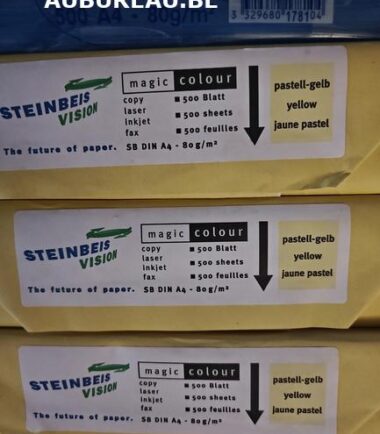 AUBUREAU.BE
500 A4 - 80g/m²
3 329680 178104
STEINBEIS
VISION
The future of paper.
magic colour
copy ■ 500 Blatt
laser ■ 500 sheets
inkjet ■ 500 feuilles
fax SB DIN A4 - 80g/m²
pastell-gelb
yellow
jaune pastel
STEINBEIS
VISION
The future of paper.
magic colour
copy ■ 500 Blatt
laser ■ 500 sheets
inkjet ■ 500 feuilles
fax SB DIN A4 - 80g/m²
pastell-gelb
yellow
jaune pastel
STEINBEIS
VISION
The future of paper.
magic colour
copy ■ 500 Blatt
laser ■ 500 sheets
inkjet ■ 500 feuilles
fax SB DIN A4 - 80g/m²
pastell-gelb
yellow
jaune pastel